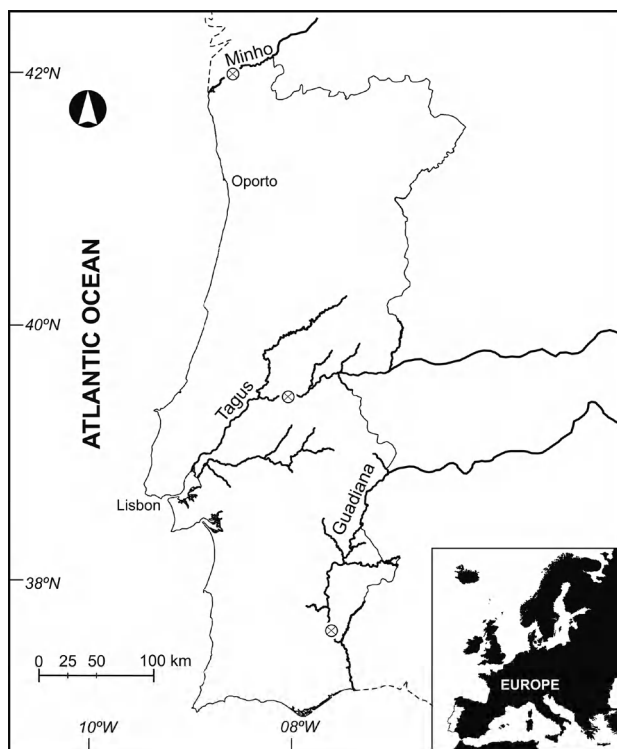 Minho
42ºN
Oporto
ATLANTIC OCEAN
40ºN
Tagus
Guadiana
Lisbon
38ºN
0 25 50 100 km
EUROPE
10ºW
08ºW